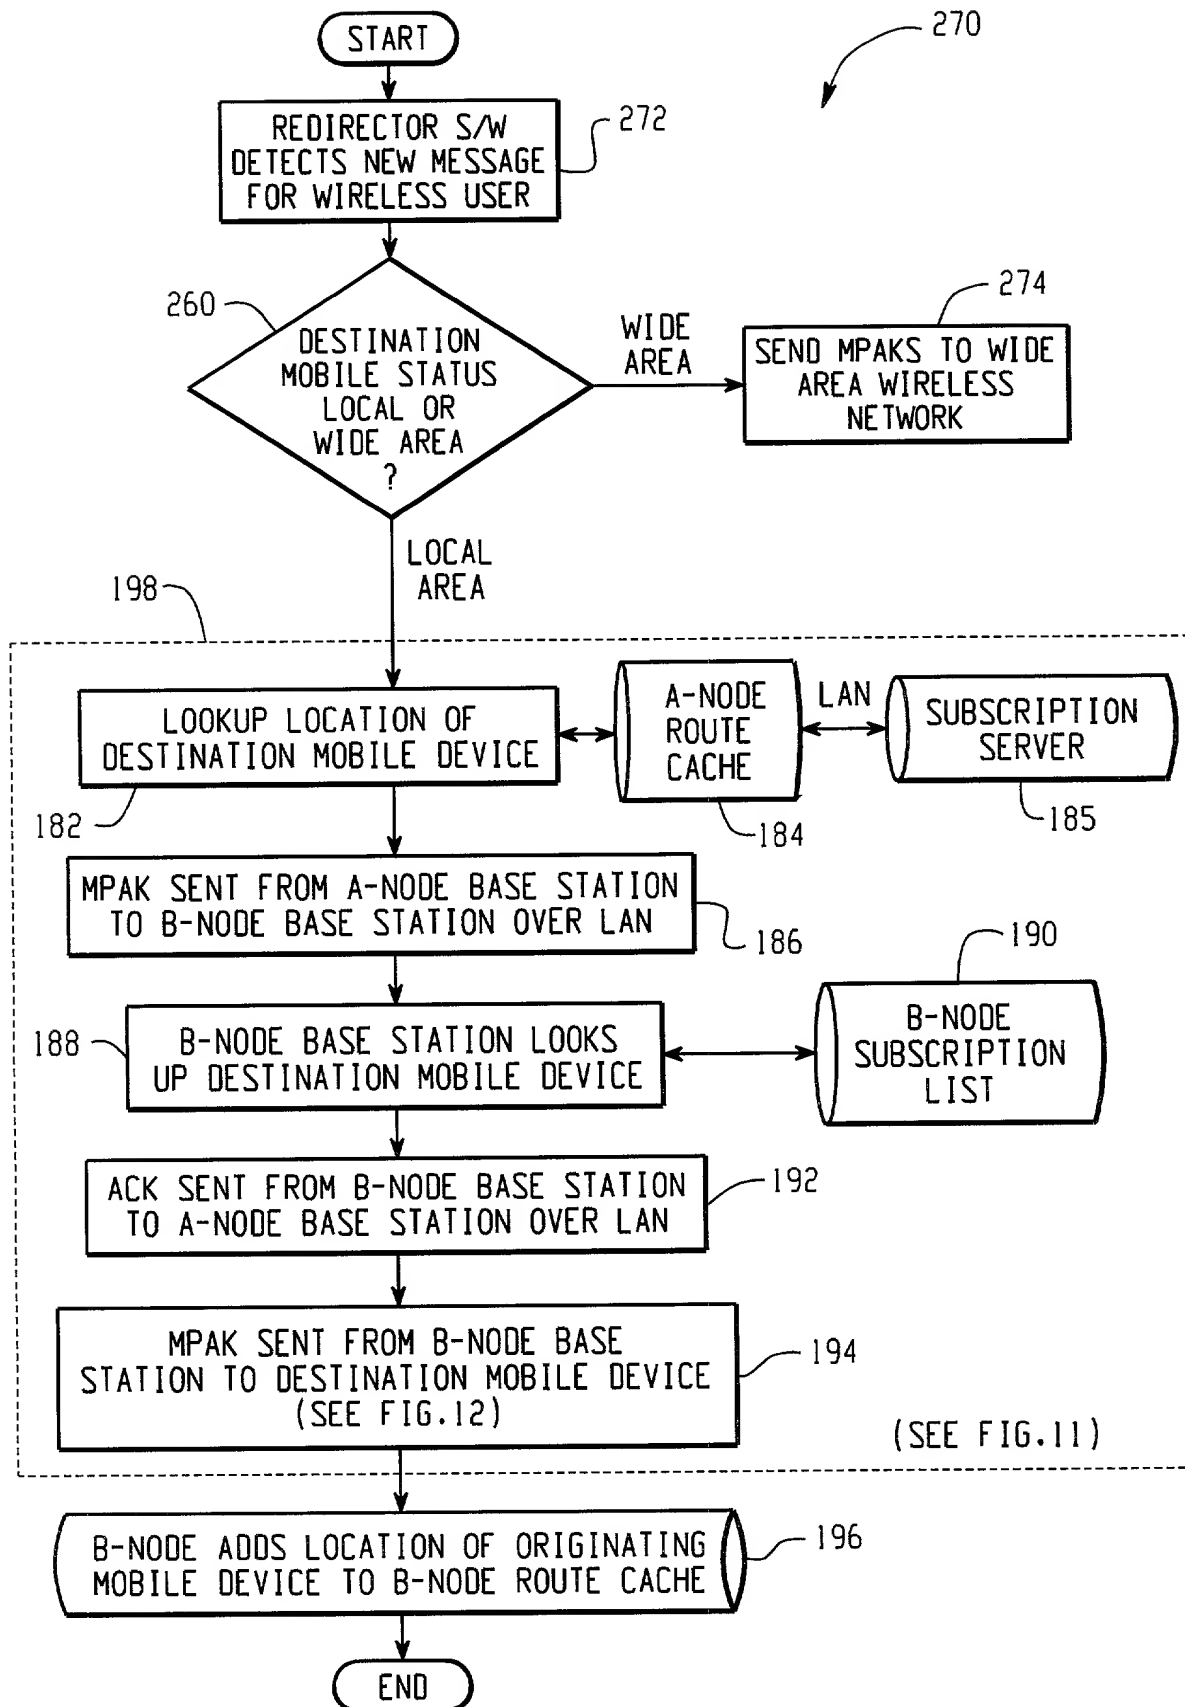 START
270
REDIRECTOR S/W
DETECTS NEW MESSAGE
FOR WIRELESS USER
272
260
DESTINATION
MOBILE STATUS
LOCAL OR
WIDE AREA
?
WIDE
AREA
274
SEND MPAKS TO WIDE
AREA WIRELESS
NETWORK
LOCAL
AREA
198
LOOKUP LOCATION OF
DESTINATION MOBILE DEVICE
182
A-NODE
ROUTE
CACHE
184
LAN
SUBSCRIPTION
SERVER
185
MPAK SENT FROM A-NODE BASE STATION
TO B-NODE BASE STATION OVER LAN
186
188
B-NODE BASE STATION LOOKS
UP DESTINATION MOBILE DEVICE
190
B-NODE
SUBSCRIPTION
LIST
ACK SENT FROM B-NODE BASE STATION
TO A-NODE BASE STATION OVER LAN
192
MPAK SENT FROM B-NODE BASE
STATION TO DESTINATION MOBILE DEVICE
(SEE FIG.12)
194
(SEE FIG.11)
B-NODE ADDS LOCATION OF ORIGINATING
MOBILE DEVICE TO B-NODE ROUTE CACHE
196
END